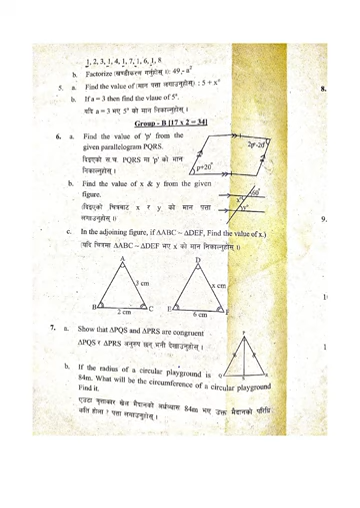 1, 2, 3, 1, 4, 1, 7, 1, 6, 1, 8
b. Factorize (खण्डीकरण गर्नुहोस्): 49 - a²
5. a. Find the value of (मान पत्ता लगाउनुहोस्) : 5 + x°
8.
b. If a = 3 then find the vlaue of 5ª.
यदि a = 3 भए 5ª को मान निकाल्नुहोस् ।
Group - B [17 x 2 = 34]
6. a. Find the value of 'p' from the
given parallelogram PQRS.
दिइएको स.च. PQRS मा 'p' को मान
निकाल्नुहोस् ।
2p-20°
p+20°
b. Find the value of x & y from the given
figure.
(दिइएको चित्रबाट x र y को मान पत्ता
लगाउनुहोस् ।)
60°
x°
y°
9.
c. In the adjoining figure, if ΔABC ~ ΔDEF, Find the value of x.)
(यदि चित्रमा ΔABC ~ ΔDEF भए x को मान निकाल्नुहोस् ।)
A
D
3 cm
x cm
B
C
E
F
2 cm
6 cm
7. a. Show that ΔPQS and ΔPRS are congruent
ΔPQS र ΔPRS अनुरुप छन् भनी देखाउनुहोस् ।
P
Q
S
R
b. If the radius of a circular playground is
84m. What will be the circumference of a circular playground
Find it.
एउटा वृत्ताकार खेल मैदानको अर्धव्यास 84m भए उक्त मैदानको परिधि
कति होला ? पत्ता लगाउनुहोस् ।